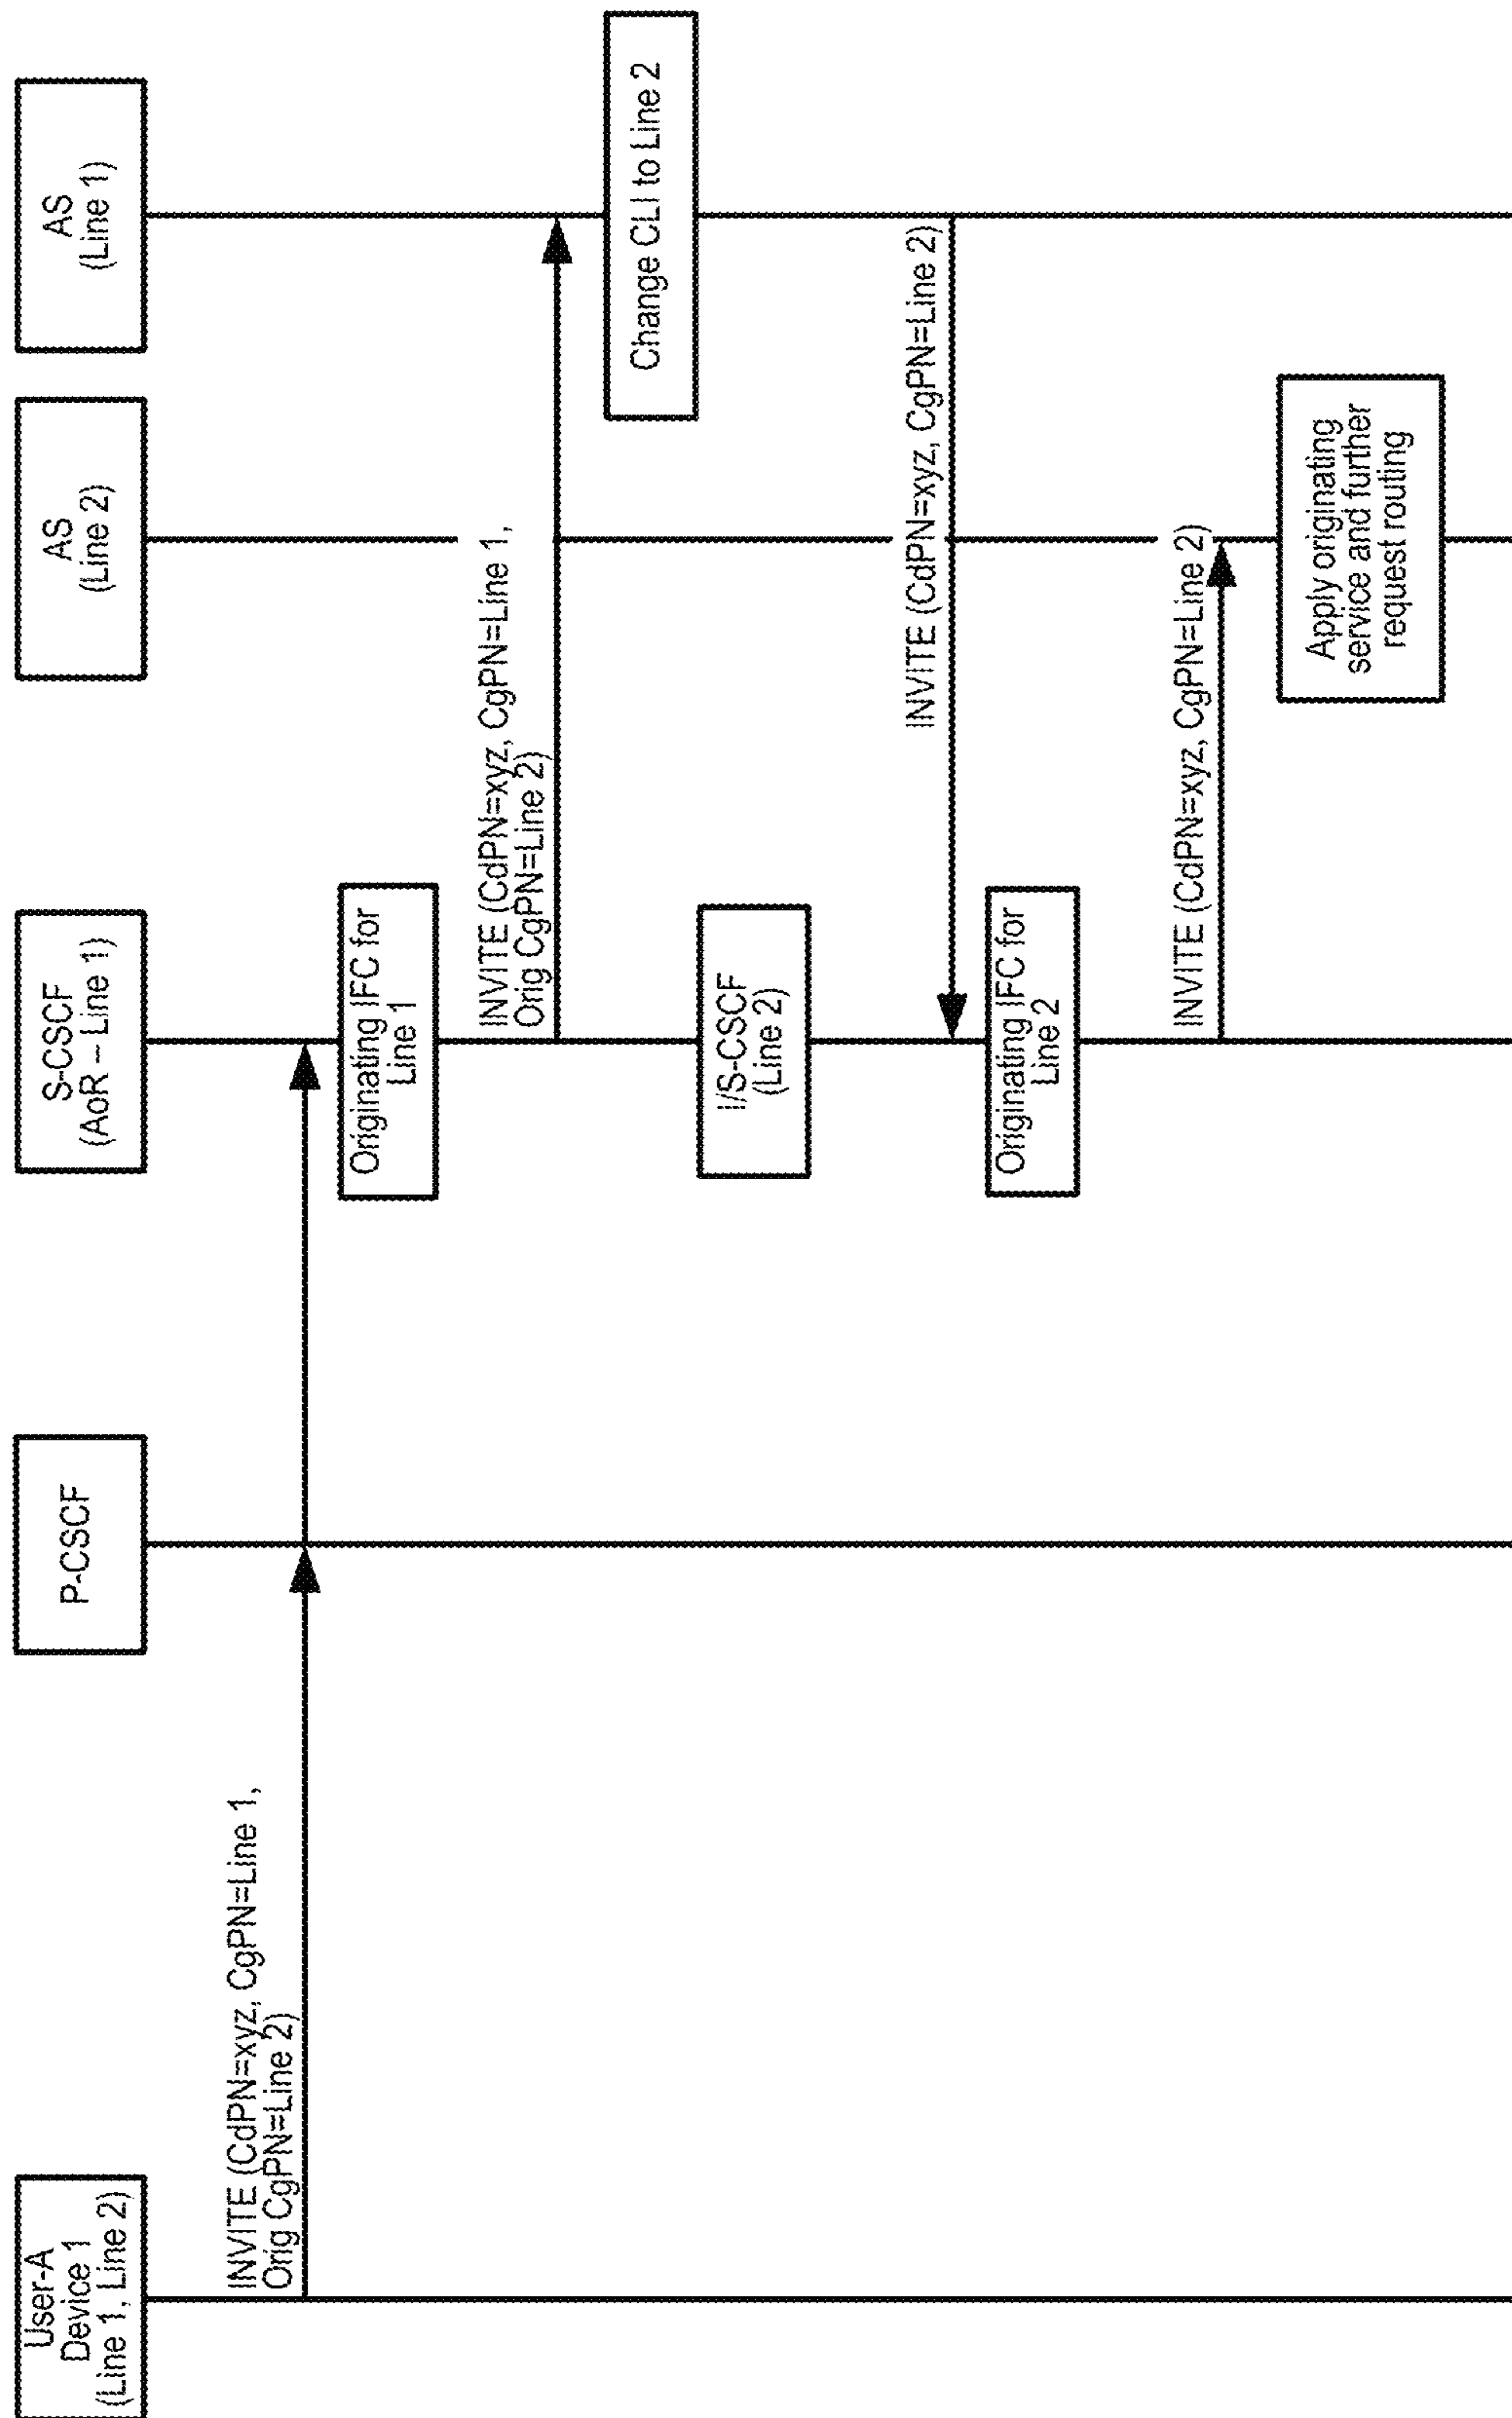 User-A
Device 1
(Line 1, Line 2)
P-CSCF
S-CSCF
(AoR – Line 1)
AS
(Line 2)
AS
(Line 1)
INVITE (CdPN=xyz, CgPN=Line 1,
Orig CgPN=Line 2)
Originating IFC for
Line 1
INVITE (CdPN=xyz, CgPN=Line 1,
Orig CgPN=Line 2)
Change CLI to Line 2
I/S-CSCF
(Line 2)
INVITE (CdPN=xyz, CgPN=Line 2)
Originating IFC for
Line 2
INVITE (CdPN=xyz, CgPN=Line 2)
Apply originating
service and further
request routing